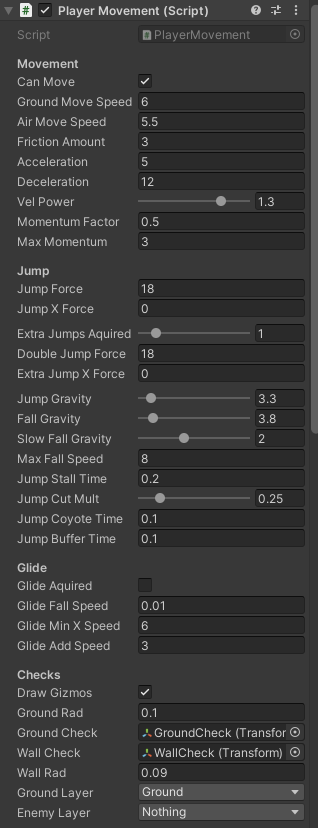 Player Movement (Script)
Script PlayerMovement
Movement
Can Move
Ground Move Speed 6
Air Move Speed 5.5
Friction Amount 3
Acceleration 5
Deceleration 12
Vel Power 1.3
Momentum Factor 0.5
Max Momentum 3
Jump
Jump Force 18
Jump X Force 0
Extra Jumps Aquired 1
Double Jump Force 18
Extra Jump X Force 0
Jump Gravity 3.3
Fall Gravity 3.8
Slow Fall Gravity 2
Max Fall Speed 8
Jump Stall Time 0.2
Jump Cut Mult 0.25
Jump Coyote Time 0.1
Jump Buffer Time 0.1
Glide
Glide Aquired
Glide Fall Speed 0.01
Glide Min X Speed 6
Glide Add Speed 3
Checks
Draw Gizmos
Ground Rad 0.1
Ground Check GroundCheck (Transfor
Wall Check WallCheck (Transform)
Wall Rad 0.09
Ground Layer Ground
Enemy Layer Nothing